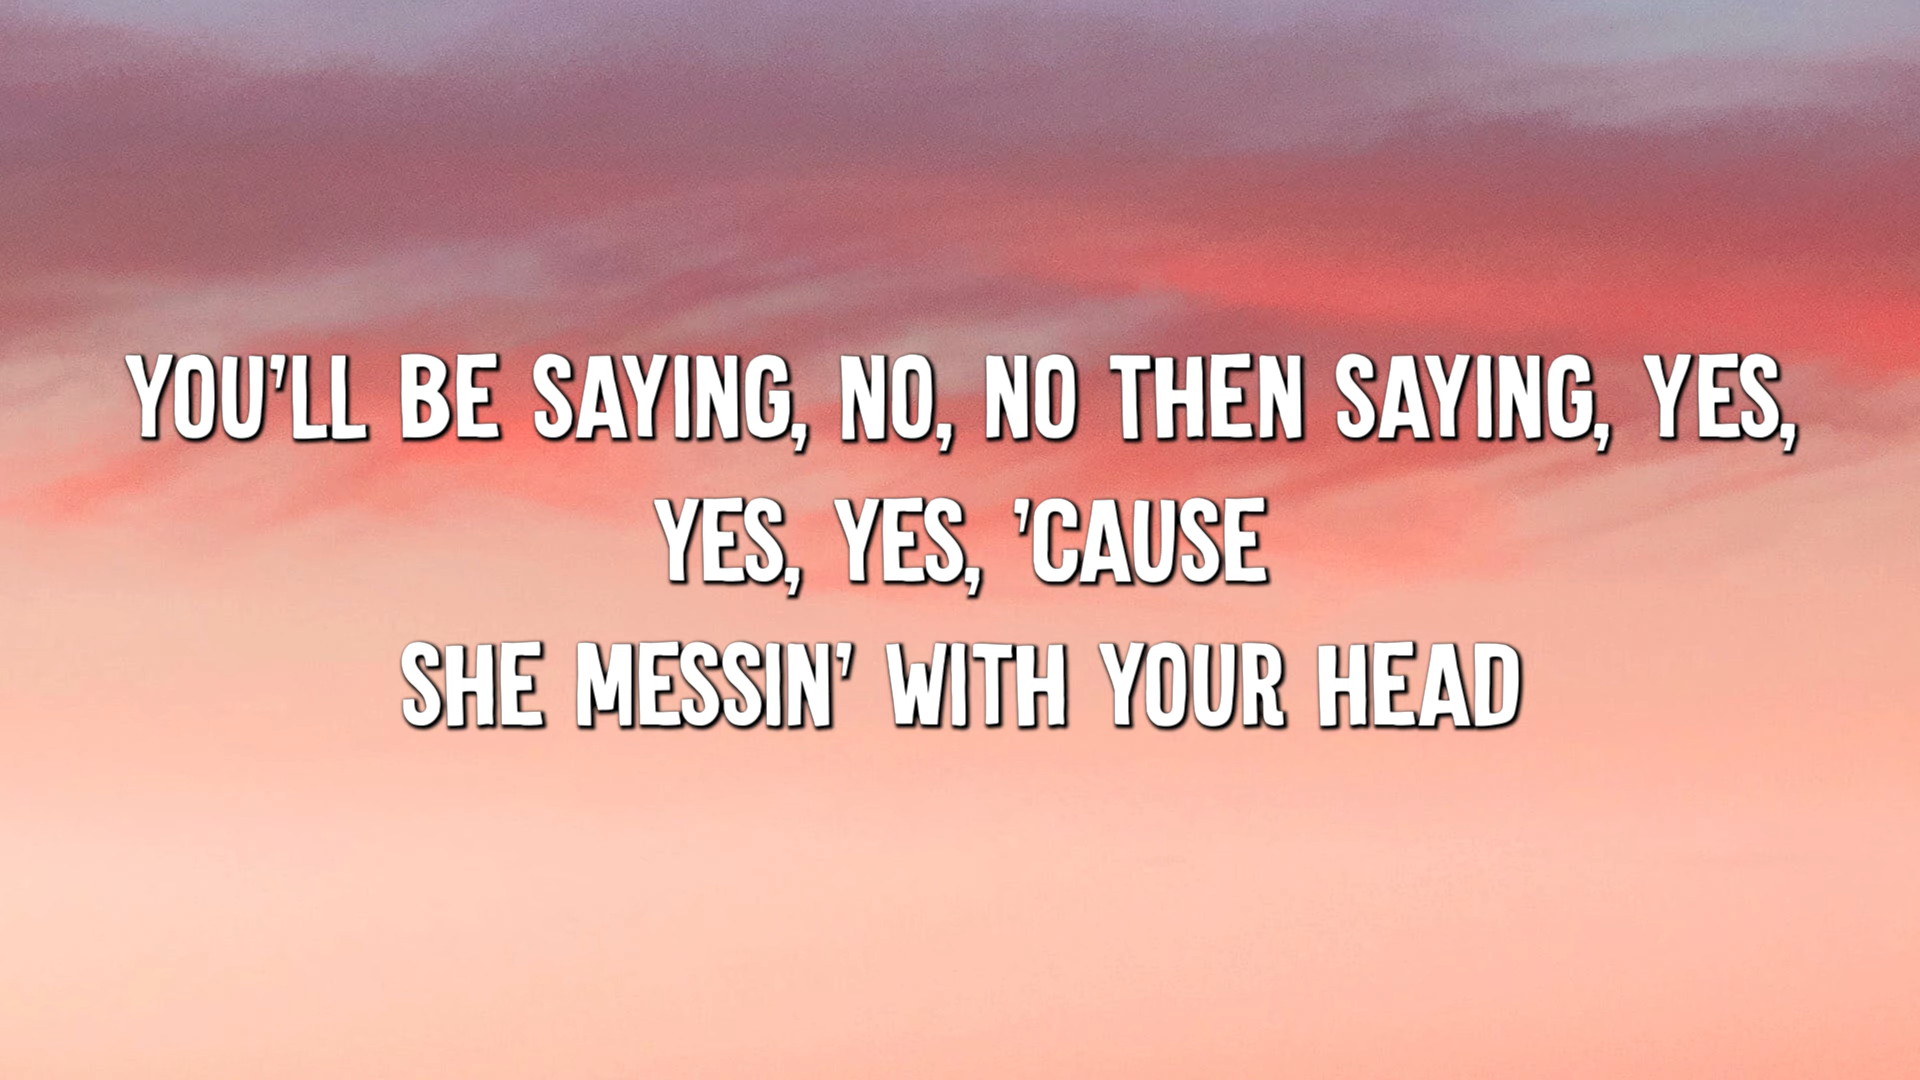 YOU'LL BE SAYING, NO, NO THEN SAYING, YES,
YES, YES, 'CAUSE
SHE MESSIN' WITH YOUR HEAD